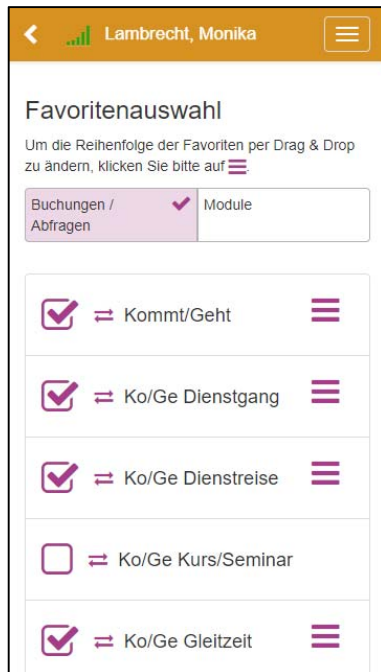 Lambrecht, Monika
Favoritenauswahl
Um die Reihenfolge der Favoriten per Drag & Drop
zu ändern, klicken Sie bitte auf .
Buchungen /
Abfragen
Module
Kommt/Geht
Ko/Ge Dienstgang
Ko/Ge Dienstreise
Ko/Ge Kurs/Seminar
Ko/Ge Gleitzeit